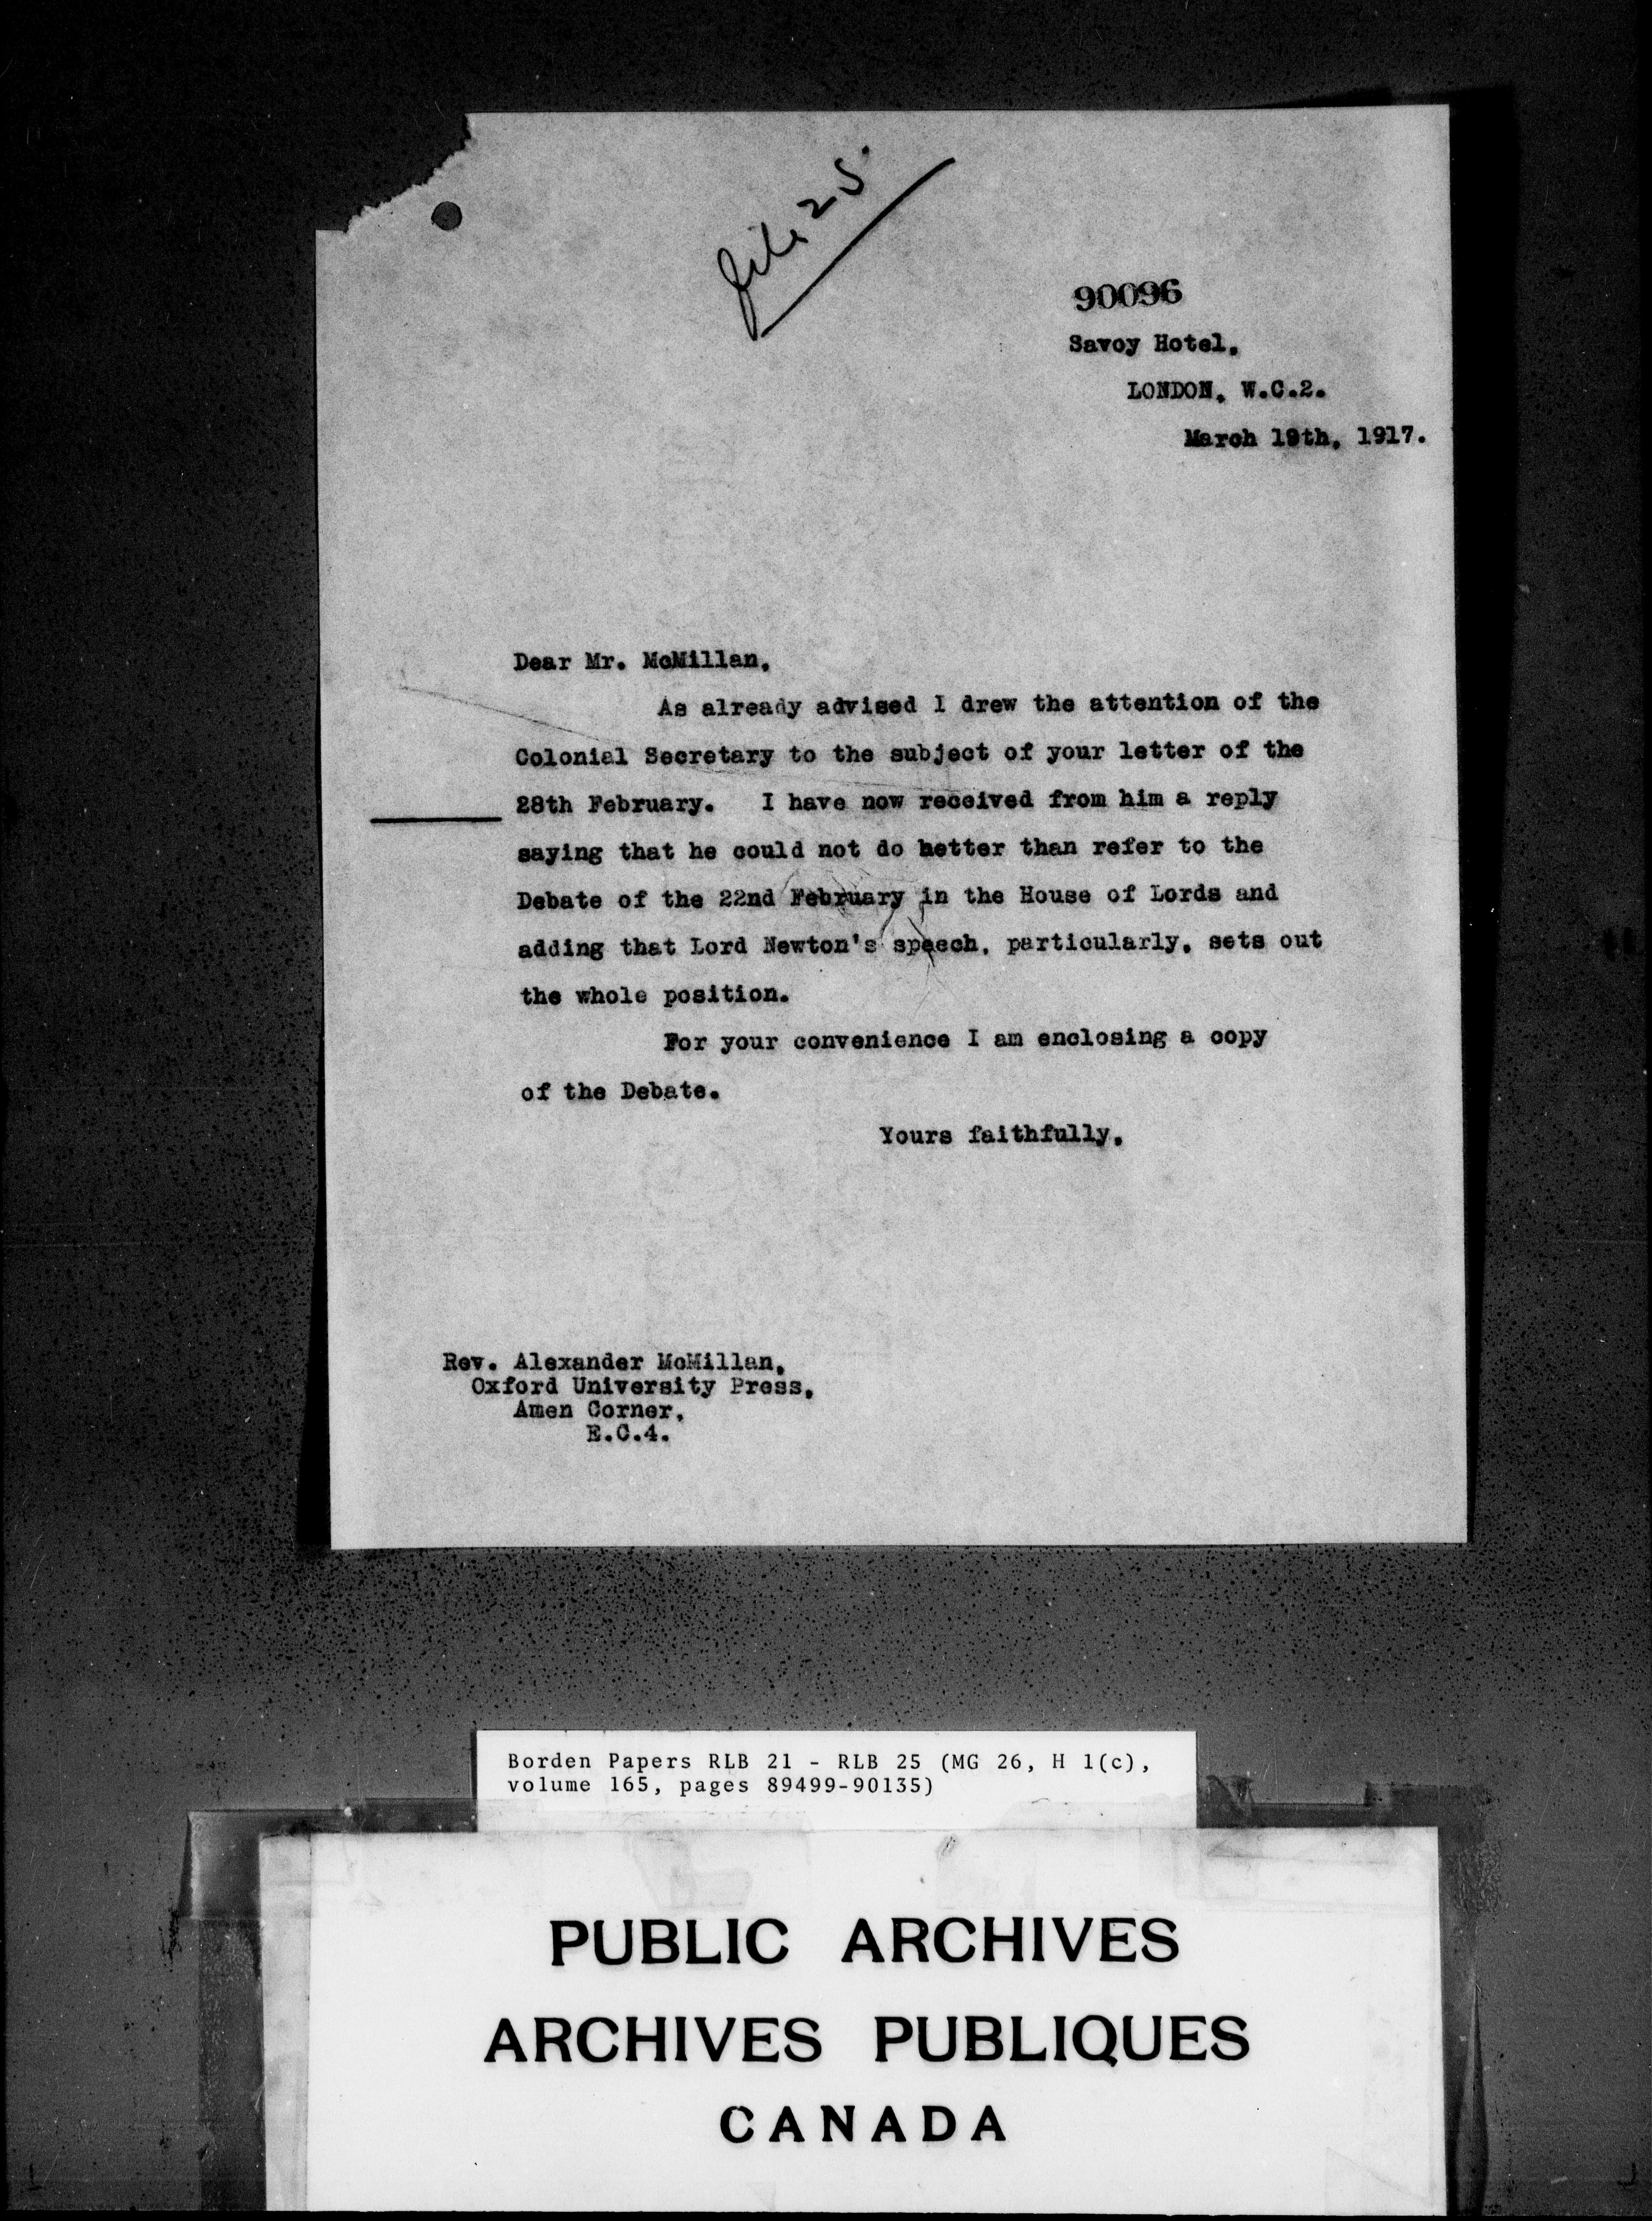 file 25
90096
Savoy Hotel,
LONDON, W.C.2.
March 19th, 1917.
Dear Mr. McMillan,
As already advised I drew the attention of the
Colonial Secretary to the subject of your letter of the
28th February. I have now received from him a reply
saying that he could not do better than refer to the
Debate of the 22nd February in the House of Lords and
adding that Lord Newton's speech, particularly, sets out
the whole position.
For your convenience I am enclosing a copy
of the Debate.
Yours faithfully,
Rev. Alexander McMillan,
Oxford University Press,
Amen Corner,
E.C.4.
Borden Papers RLB 21 - RLB 25 (MG 26, H 1(c),
volume 165, pages 89499-90135)
PUBLIC ARCHIVES
ARCHIVES PUBLIQUES
CANADA